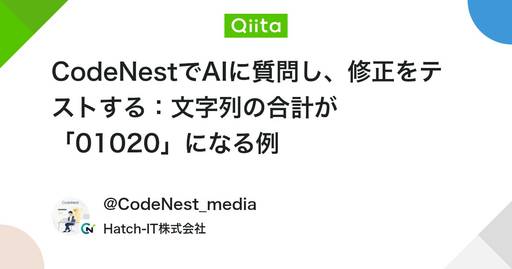 Qiita
CodeNestでAIに質問し、修正をテ
ストする：文字列の合計が
「01020」になる例
@CodeNest_media
Hatch-IT株式会社